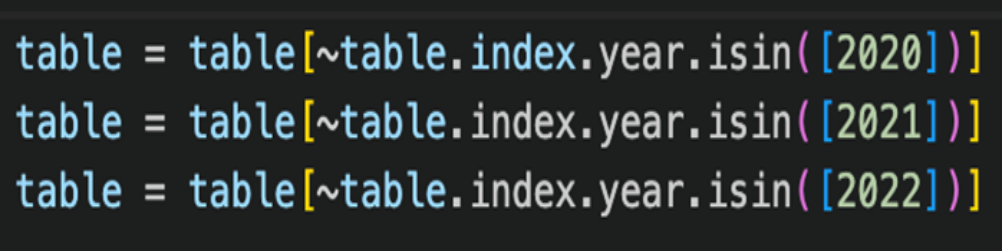 table = table[~table.index.year.isin([2020])]
table = table[~table.index.year.isin([2021])]
table = table[~table.index.year.isin([2022])]